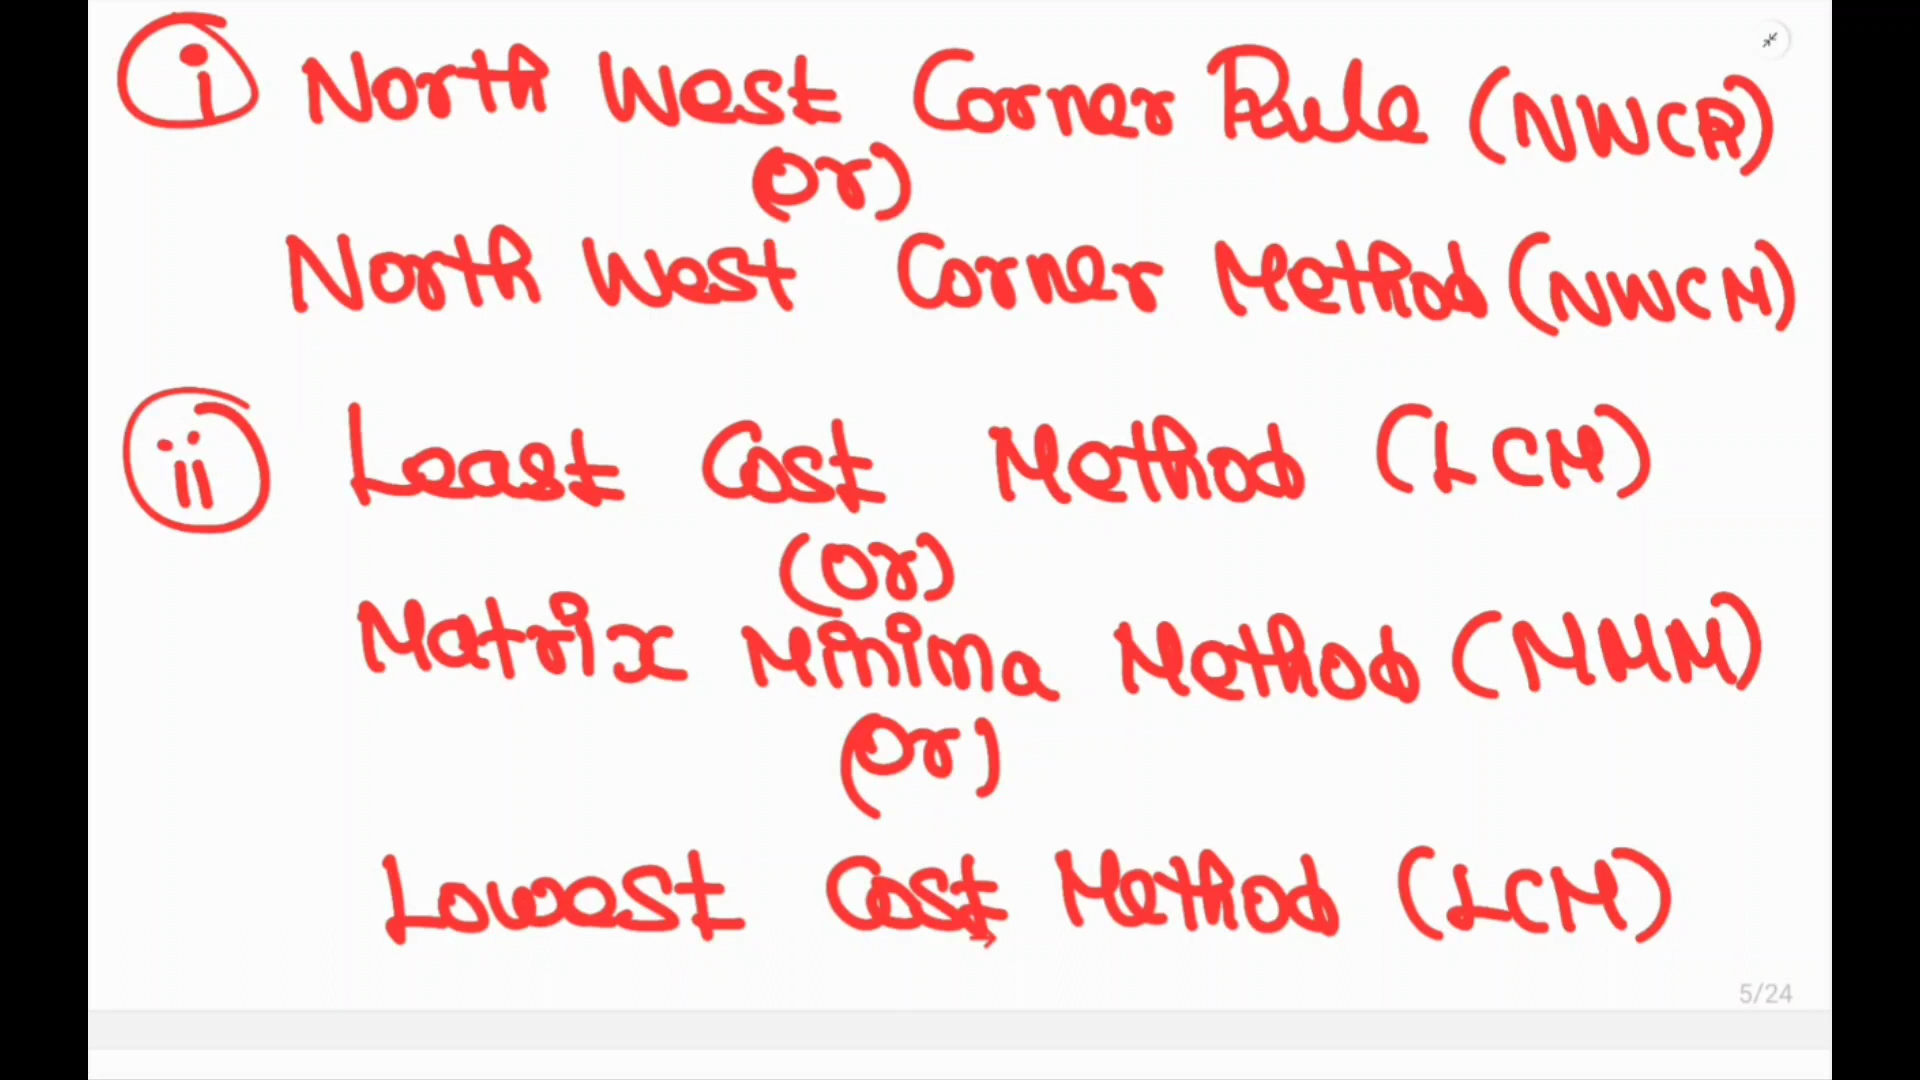 i North West Corner Rule (NWCR)
(or)
North West Corner Method (NWCM)
ii Least Cost Method (LCM)
(or)
Matrix Minima Method (MMM)
(or)
Lowest Cost Method (LCM)
5/24